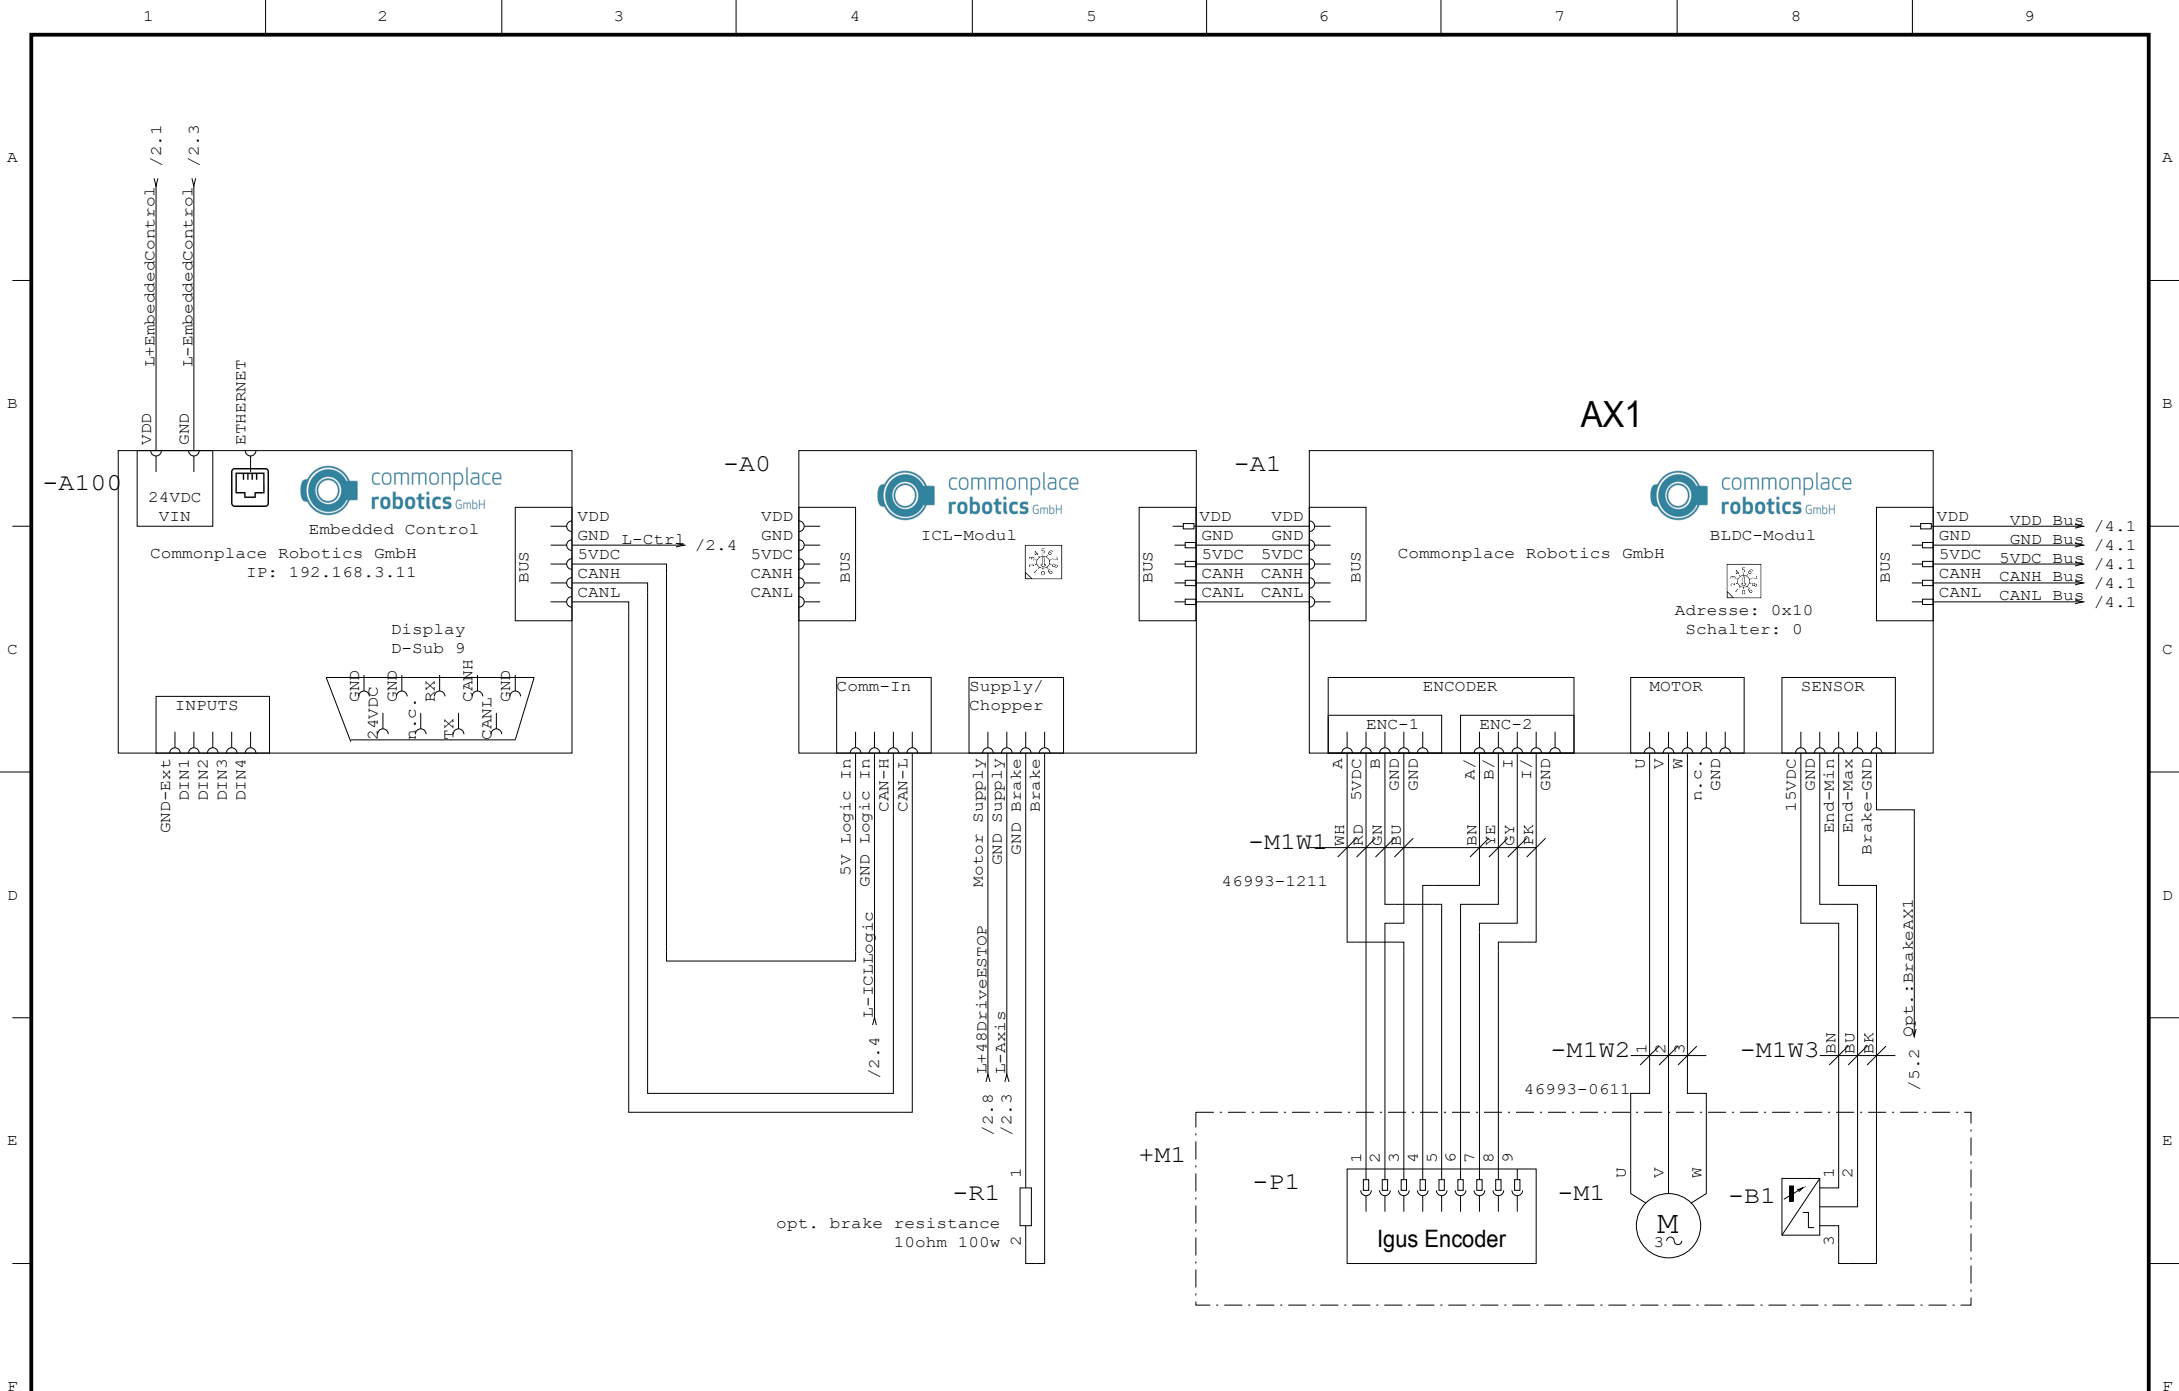 1 2 3 4 5 6 7 8 9
A A
B B
C C
D D
E E
F F
/2.1
/2.3
L+EmbeddedControl
L-EmbeddedControl
VDD
GND
ETHERNET
-A100
24VDC
VIN
commonplace
robotics GmbH
Embedded Control
Commonplace Robotics GmbH
IP: 192.168.3.11
BUS
VDD
GND
5VDC
CANH
CANL
L-Ctrl
/2.4
Display
D-Sub 9
GND
GND
RX
CANH
GND
24VDC
n.c.
TX
CANL
INPUTS
GND-Ext
DIN1
DIN2
DIN3
DIN4
-A0
VDD
GND
5VDC
CANH
CANL
BUS
commonplace
robotics GmbH
ICL-Modul
BUS
VDD
GND
5VDC
CANH
CANL
Comm-In
Supply/
Chopper
5V Logic In
GND Logic In
CAN-H
CAN-L
L-ICLLogic
/2.4
Motor Supply
GND Supply
GND Brake
Brake
L+48DriveESTOP
L-Axis
/2.8
/2.3
-R1
opt. brake resistance
10ohm 100w
1
2
AX1
-A1
VDD
GND
5VDC
CANH
CANL
BUS
commonplace
robotics GmbH
BLDC-Modul
Commonplace Robotics GmbH
Adresse: 0x10
Schalter: 0
BUS
VDD
GND
5VDC
CANH
CANL
VDD Bus /4.1
GND Bus /4.1
5VDC Bus /4.1
CANH Bus /4.1
CANL Bus /4.1
ENCODER
ENC-1
ENC-2
MOTOR
SENSOR
A
5VDC
B
GND
GND
A/
B/
I
I/
GND
U
V
W
n.c.
GND
15VDC
GND
End-Min
End-Max
Brake-GND
-M1W1
46993-1211
WH
RD
GN
BU
BN
YE
GY
PK
-M1W2
46993-0611
1
2
3
-M1W3
BN
BU
BK
Opt.:BrakeAX1
/5.2
+M1
-P1
1 2 3 4 5 6 7 8 9
Igus Encoder
-M1
U
V
W
M
3
-B1
1
2
3